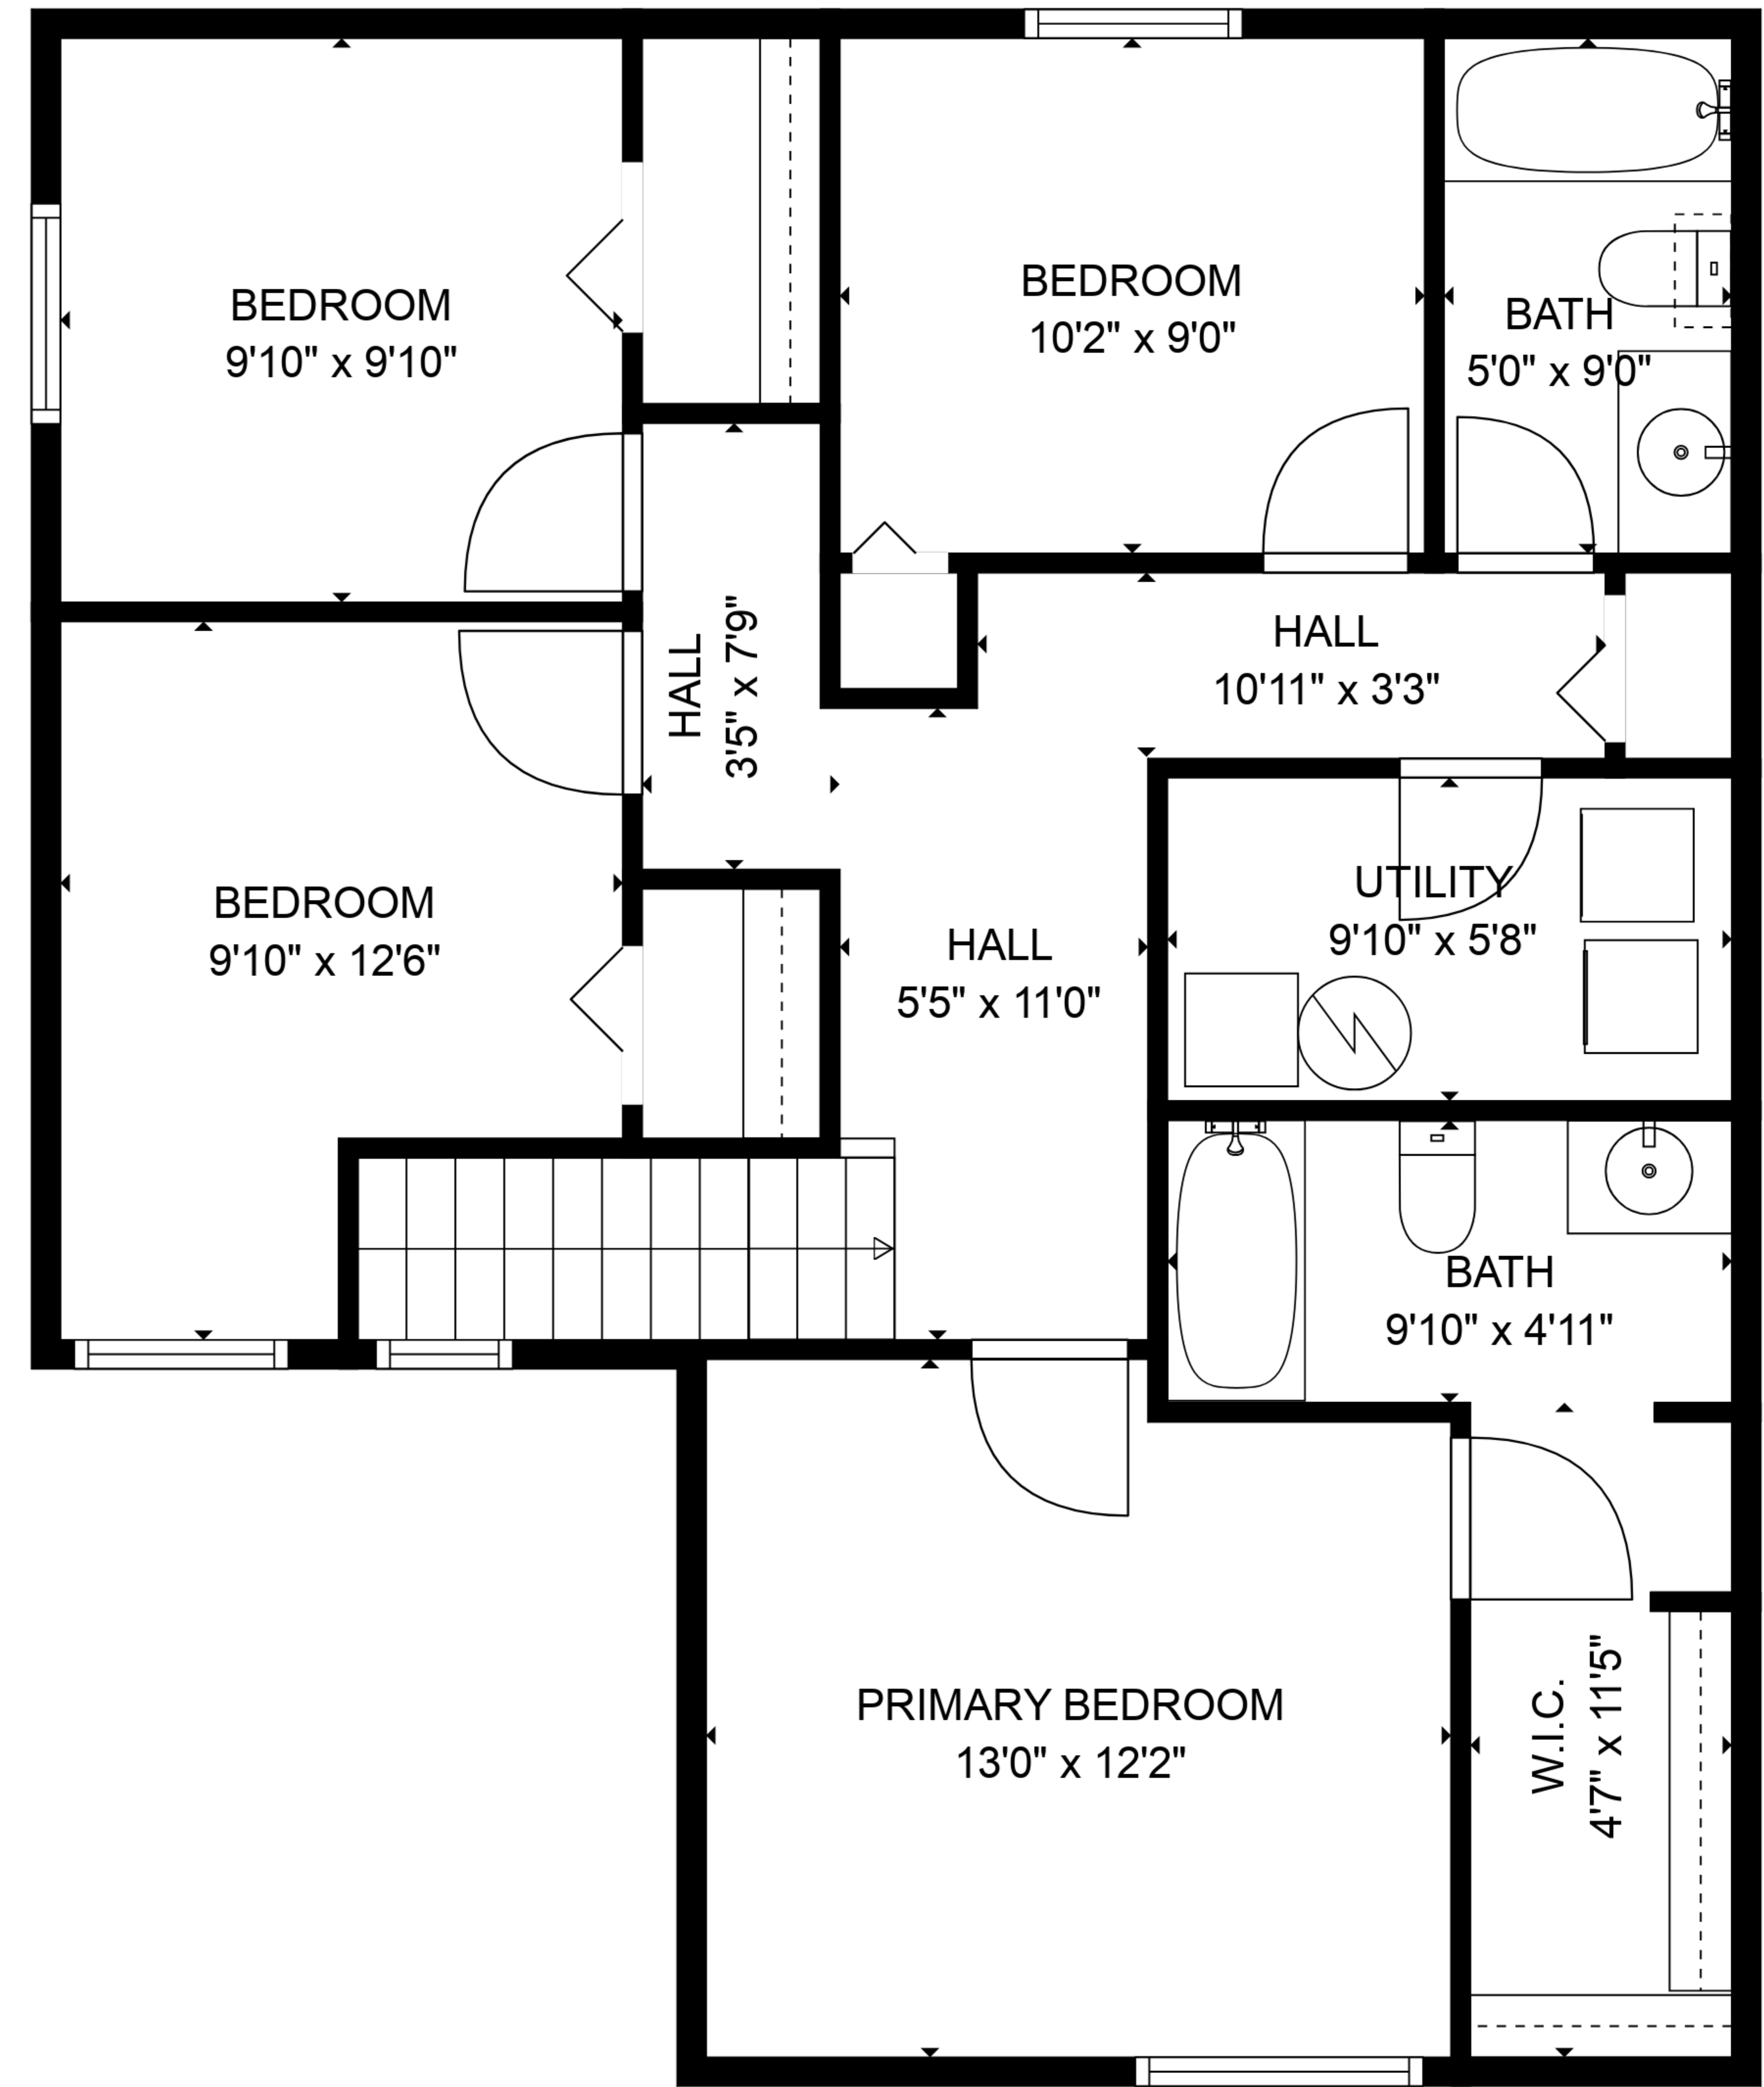 BEDROOM
10'2" x 9'0"
BEDROOM
9'10" x 9'10"
BATH
5'0" x 9'0"
HALL
3'5" x 7'9"
HALL
10'11" x 3'3"
UTILITY
9'10" x 5'8"
BEDROOM
9'10" x 12'6"
HALL
5'5" x 11'0"
BATH
9'10" x 4'11"
PRIMARY BEDROOM
13'0" x 12'2"
W.I.C.
4'7" x 11'5"